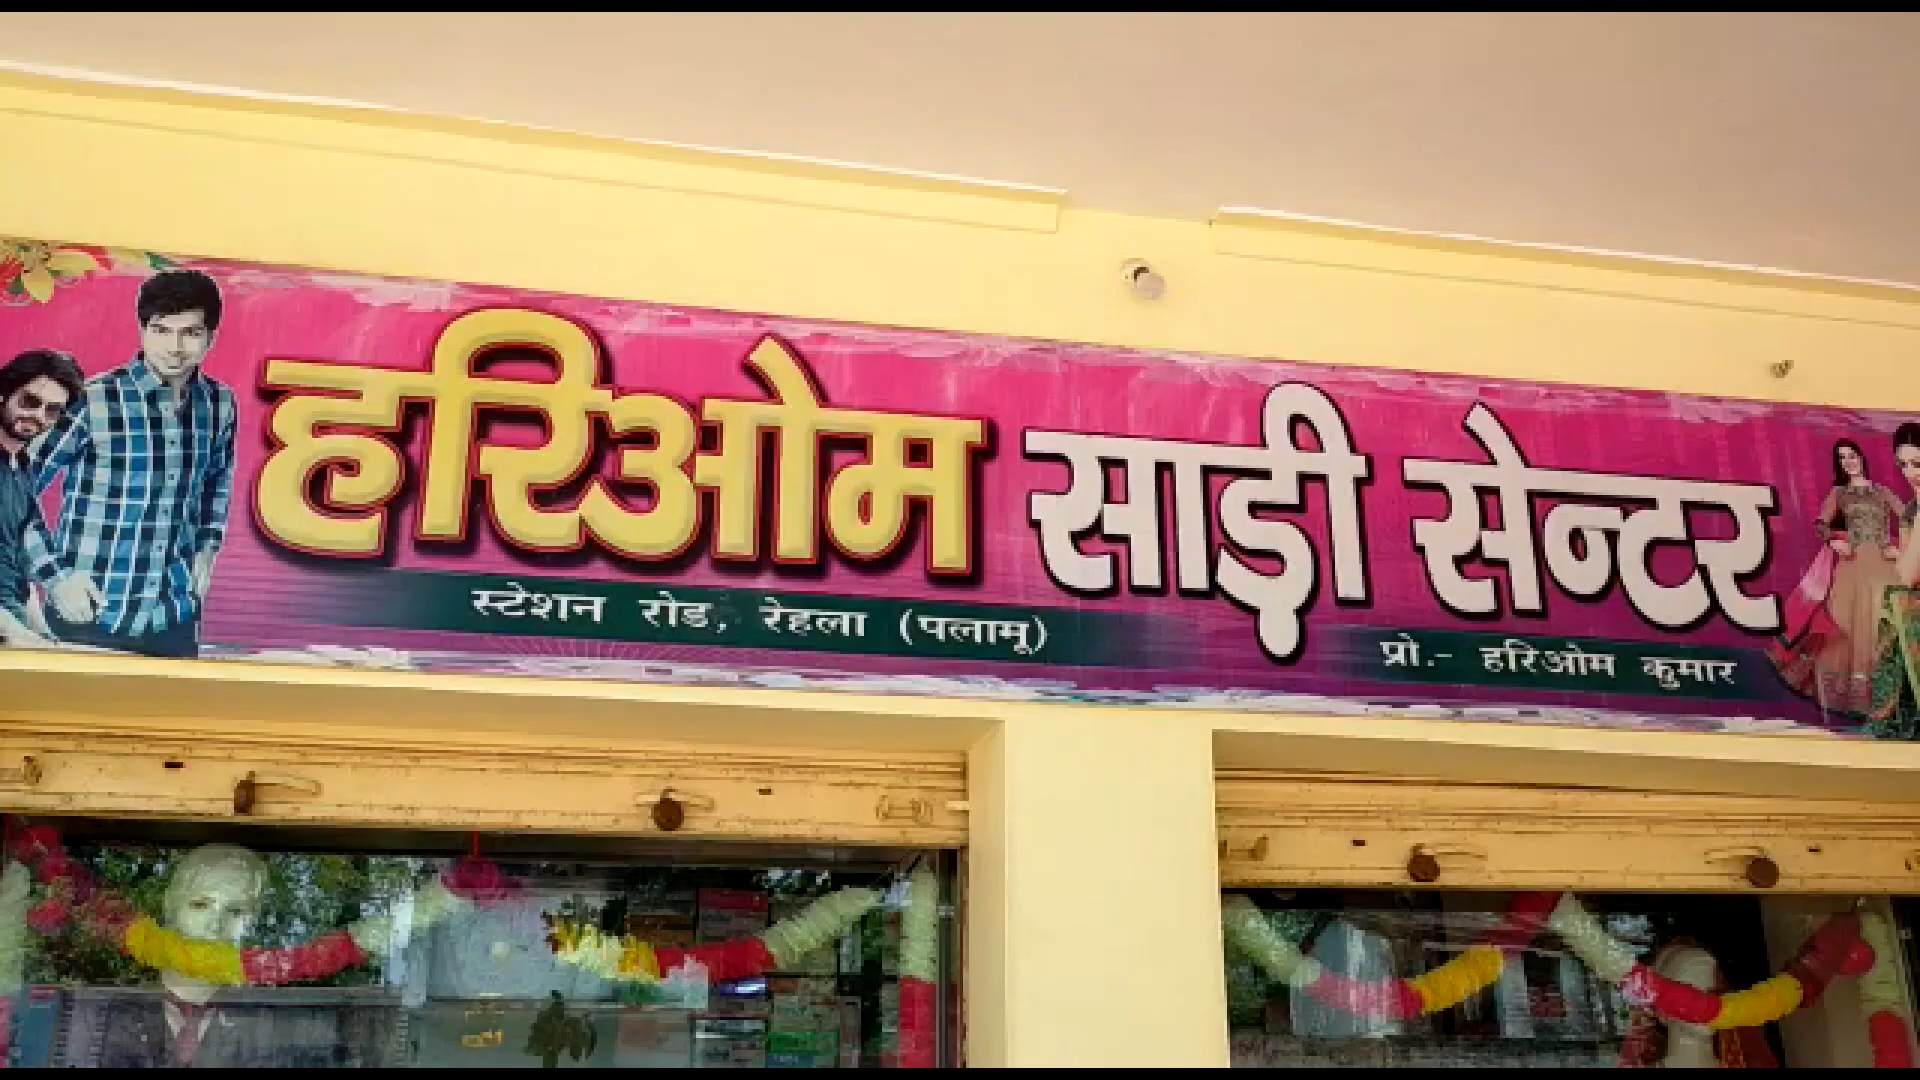 हरिओम साड़ी सेन्टर
स्टेशन रोड, रेहला (पलामू)
प्रो.- हरिओम कुमार